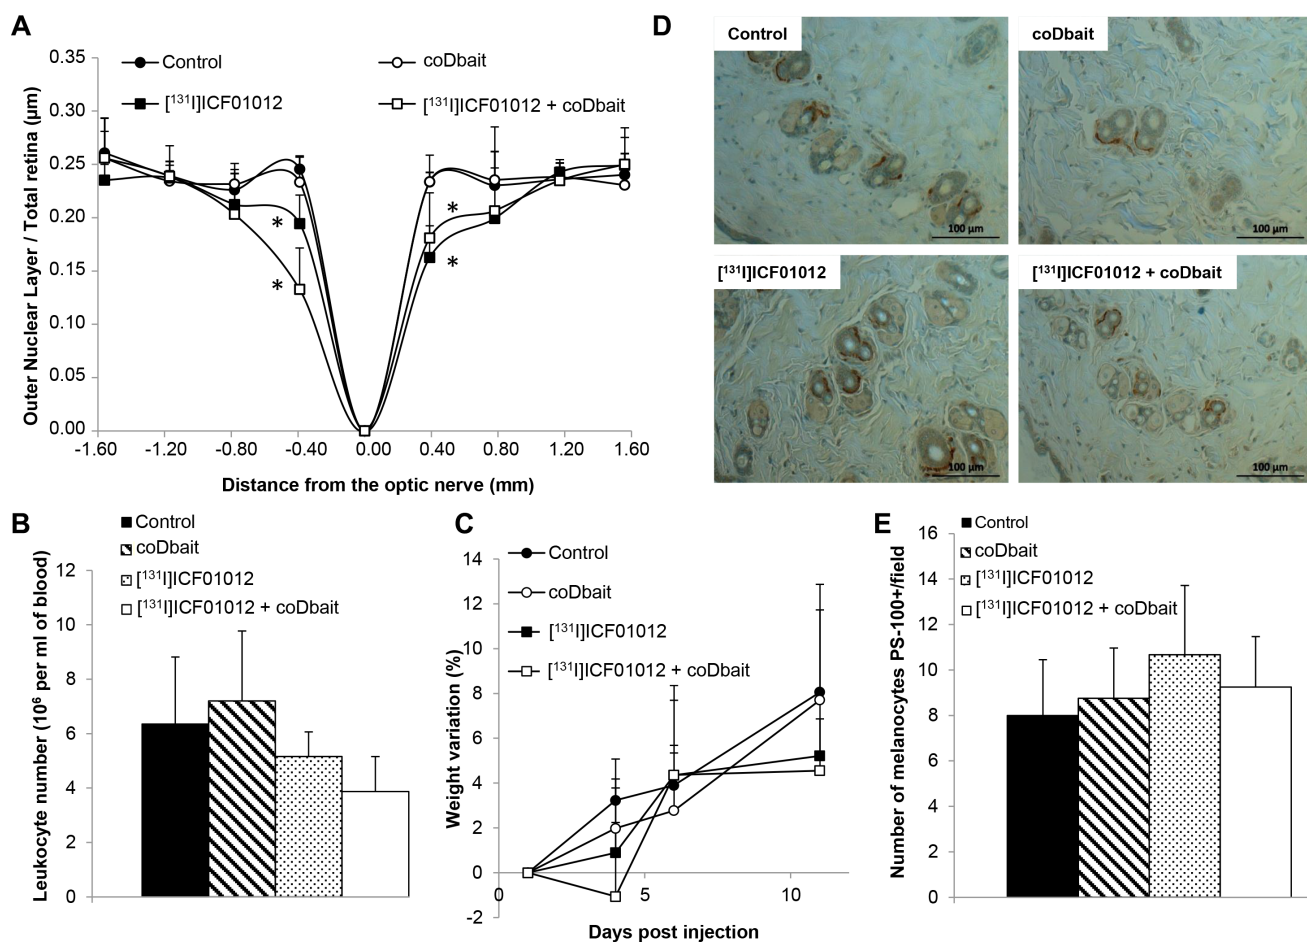 A
0.35
0.30
0.25
0.20
0.15
0.10
0.05
0.00
Outer Nuclear Layer / Total retina (µm)
Control
coDbait
[¹³¹I]ICF01012
[¹³¹I]ICF01012 + coDbait
*
*
*
*
-1.60 -1.20 -0.80 -0.40 0.00 0.40 0.80 1.20 1.60
Distance from the optic nerve (mm)
D
Control
100 µm
coDbait
100 µm
[¹³¹I]ICF01012
100 µm
[¹³¹I]ICF01012 + coDbait
100 µm
B
Control
coDbait
[¹³¹I]ICF01012
[¹³¹I]ICF01012 + coDbait
12
10
8
6
4
2
0
Leukocyte number (10⁶ per ml of blood)
C
Control
coDbait
[¹³¹I]ICF01012
[¹³¹I]ICF01012 + coDbait
14
12
10
8
6
4
2
0
-2
Weight variation (%)
0 5 10
Days post injection
E
Control
coDbait
[¹³¹I]ICF01012
[¹³¹I]ICF01012 + coDbait
16
14
12
10
8
6
4
2
0
Number of melanocytes PS-100+/field